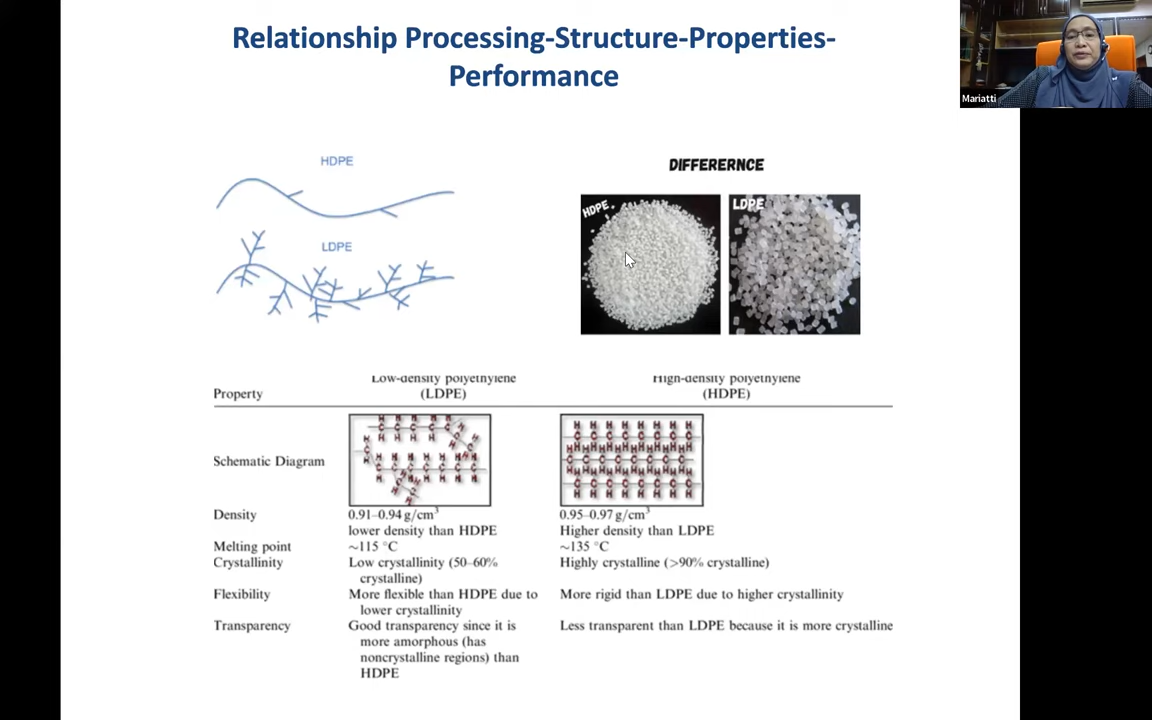 Relationship Processing-Structure-Properties-
Performance
Mariatti
HDPE
LDPE
DIFFERERNCE
HDPE.
LDPE
Property
Low-density polyethylene
(LDPE)
High-density polyethylene
(HDPE)
Schematic Diagram
Density
0.91–0.94 g/cm³
lower density than HDPE
0.95–0.97 g/cm³
Higher density than LDPE
Melting point
~115 °C
~135 °C
Crystallinity
Low crystallinity (50–60%
crystalline)
Highly crystalline (>90% crystalline)
Flexibility
More flexible than HDPE due to
lower crystallinity
More rigid than LDPE due to higher crystallinity
Transparency
Good transparency since it is
more amorphous (has
noncrystalline regions) than
HDPE
Less transparent than LDPE because it is more crystalline